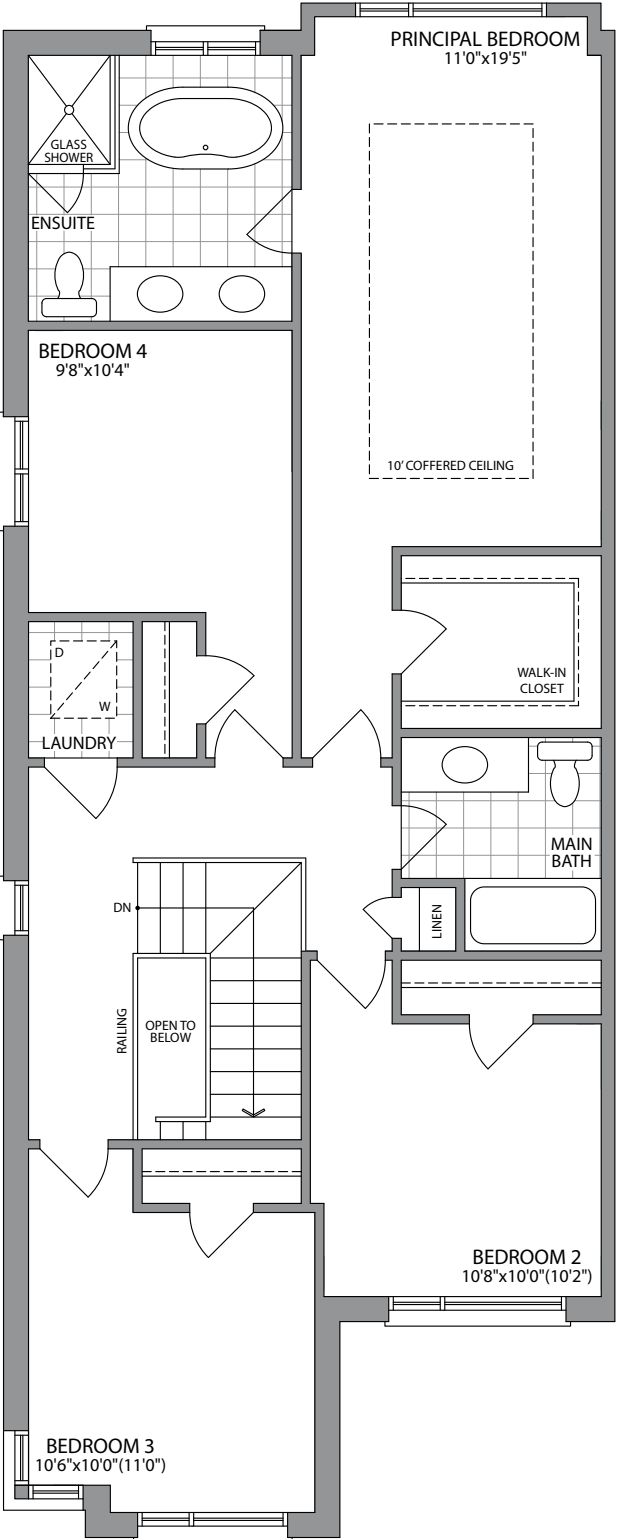 PRINCIPAL BEDROOM
11'0"x19'5"
GLASS
SHOWER
ENSUITE
BEDROOM 4
9'8"x10'4"
10' COFFERED CEILING
WALK-IN
CLOSET
D
W
LAUNDRY
MAIN
BATH
DN
LINEN
RAILING
OPEN TO
BELOW
BEDROOM 2
10'8"x10'0"(10'2")
BEDROOM 3
10'6"x10'0"(11'0")